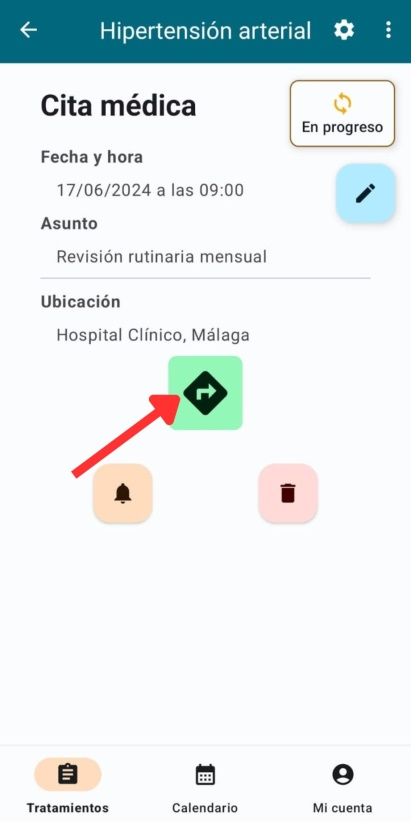 Hipertensión arterial
Cita médica
En progreso
Fecha y hora
17/06/2024 a las 09:00
Asunto
Revisión rutinaria mensual
Ubicación
Hospital Clínico, Málaga
Tratamientos
Calendario
Mi cuenta